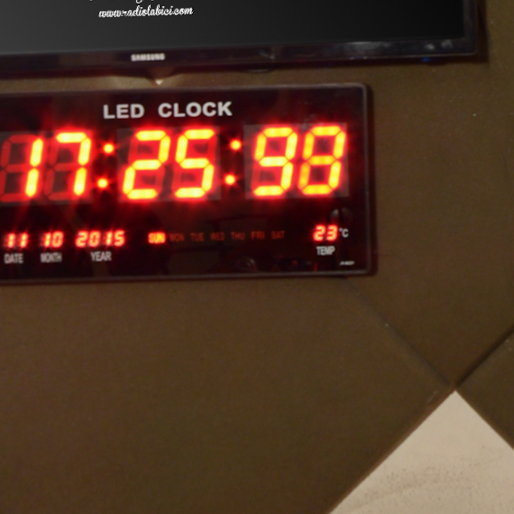 www.radiolabici.com
SAMSUNG
LED CLOCK
17:25:98
11 10 2015 SUN MON TUE WED THU FRI SAT 23°C
DATE MONTH YEAR TEMP